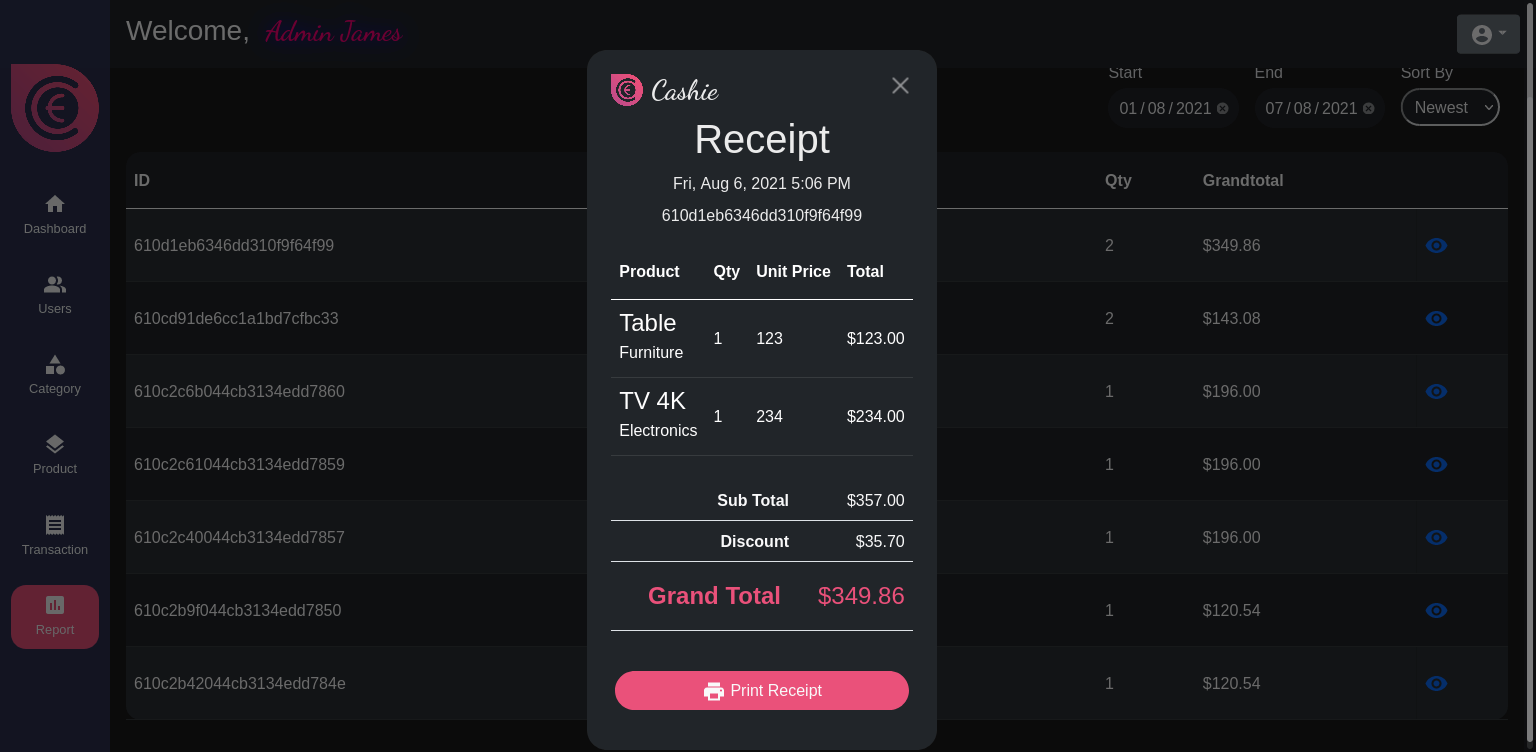 Welcome, Admin James
Dashboard
Users
Category
Product
Transaction
Report
Start
End
Sort By
01/08/2021
07/08/2021
Newest
ID Qty Grandtotal
610d1eb6346dd310f9f64f99 2 $349.86
610cd91de6cc1a1bd7cfbc33 2 $143.08
610c2c6b044cb3134edd7860 1 $196.00
610c2c61044cb3134edd7859 1 $196.00
610c2c40044cb3134edd7857 1 $196.00
610c2b9f044cb3134edd7850 1 $120.54
610c2b42044cb3134edd784e 1 $120.54
Cashie
Receipt
Fri, Aug 6, 2021 5:06 PM
610d1eb6346dd310f9f64f99
Product Qty Unit Price Total
Table
Furniture
1 123 $123.00
TV 4K
Electronics
1 234 $234.00
Sub Total $357.00
Discount $35.70
Grand Total $349.86
Print Receipt